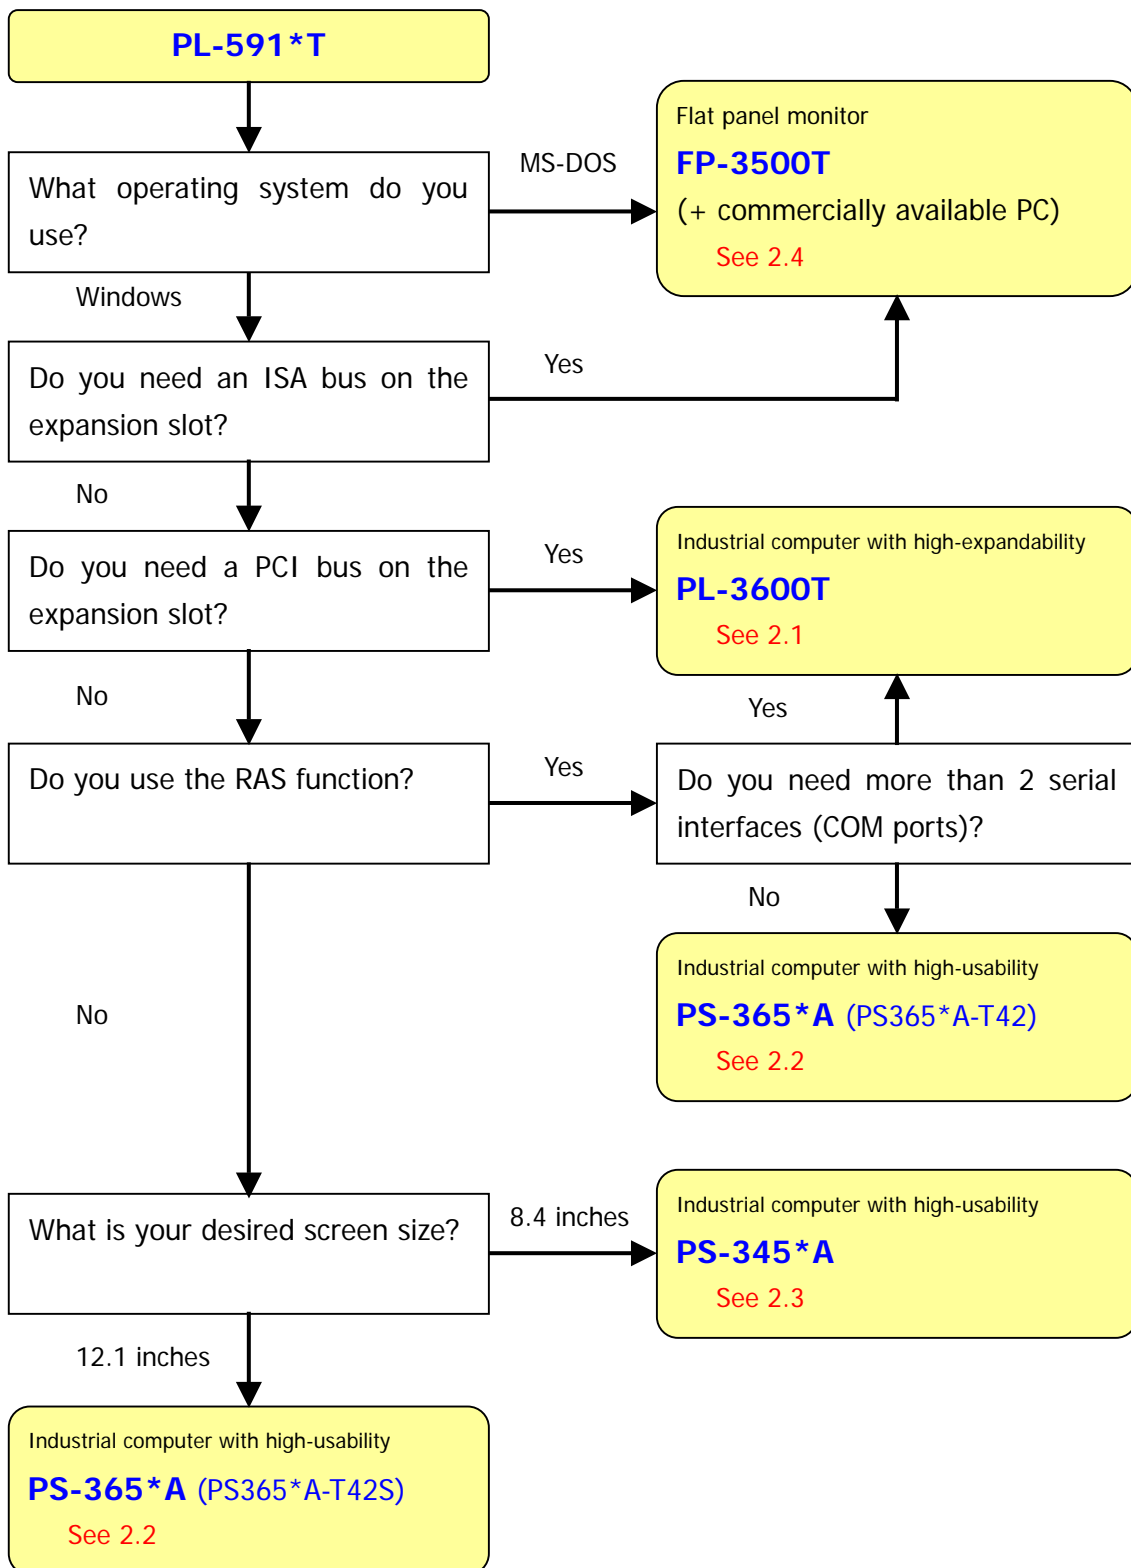 PL-591*T
What operating system do you
use?
MS-DOS
Flat panel monitor
FP-3500T
(+ commercially available PC)
See 2.4
Windows
Do you need an ISA bus on the
expansion slot?
Yes
No
Do you need a PCI bus on the
expansion slot?
Yes
Industrial computer with high-expandability
PL-3600T
See 2.1
No
Yes
Do you use the RAS function?
Yes
Do you need more than 2 serial
interfaces (COM ports)?
No
Industrial computer with high-usability
PS-365*A (PS365*A-T42)
See 2.2
No
What is your desired screen size?
8.4 inches
Industrial computer with high-usability
PS-345*A
See 2.3
12.1 inches
Industrial computer with high-usability
PS-365*A (PS365*A-T42S)
See 2.2